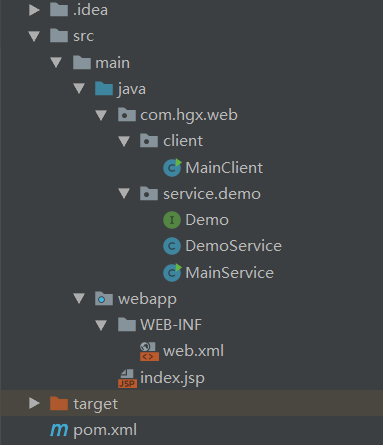 .idea
src
main
java
com.hgx.web
client
MainClient
service.demo
Demo
DemoService
MainService
webapp
WEB-INF
web.xml
index.jsp
target
pom.xml